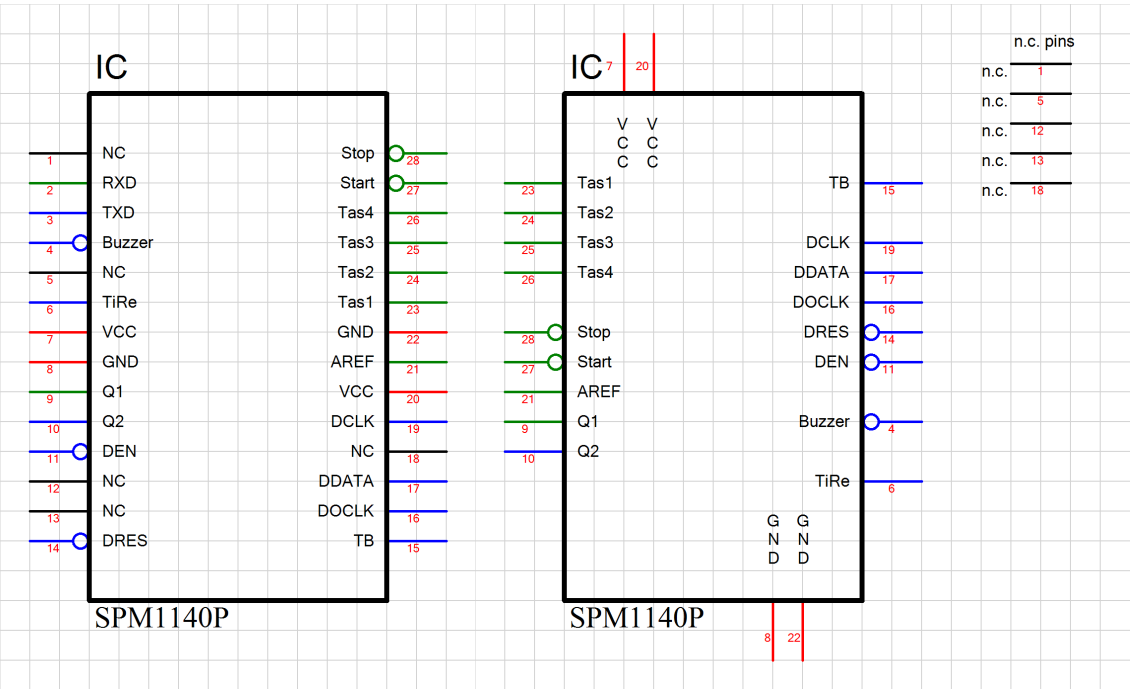 IC
1 NC Stop 28
2 RXD Start 27
3 TXD Tas4 26
4 Buzzer Tas3 25
5 NC Tas2 24
6 TiRe Tas1 23
7 VCC GND 22
8 GND AREF 21
9 Q1 VCC 20
10 Q2 DCLK 19
11 DEN NC 18
12 NC DDATA 17
13 NC DOCLK 16
14 DRES TB 15
SPM1140P
IC
7 20
VCC VCC
23 Tas1 TB 15
24 Tas2
25 Tas3 DCLK 19
26 Tas4 DDATA 17
DOCLK 16
28 Stop DRES 14
27 Start DEN 11
21 AREF
9 Q1 Buzzer 4
10 Q2
TiRe 6
GND GND
SPM1140P
8 22
n.c. pins
n.c. 1
n.c. 5
n.c. 12
n.c. 13
n.c. 18